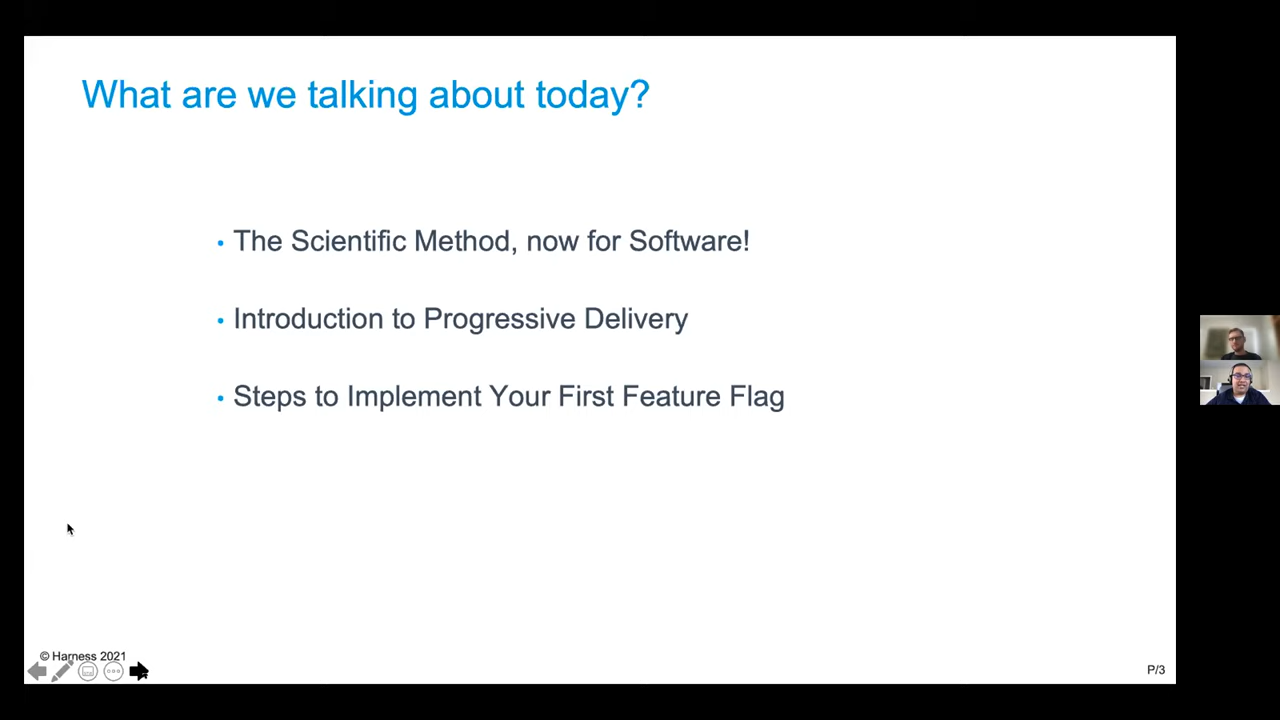 What are we talking about today?
• The Scientific Method, now for Software!
• Introduction to Progressive Delivery
• Steps to Implement Your First Feature Flag
© Harness 2021
P/3